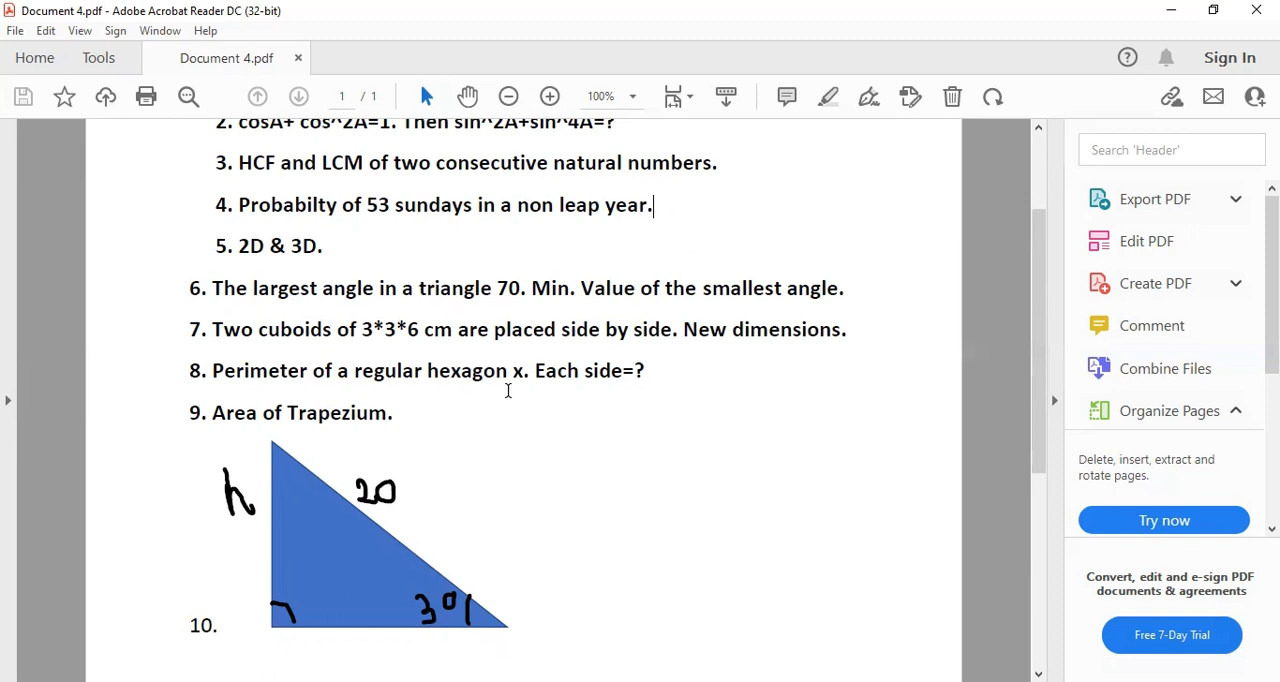 Document 4.pdf - Adobe Acrobat Reader DC (32-bit)
File Edit View Sign Window Help
Home Tools Document 4.pdf × Sign In
1 / 1 100%
2. cosA+ cos^2A=1. Then sin^2A+sin^4A=?
3. HCF and LCM of two consecutive natural numbers.
4. Probabilty of 53 sundays in a non leap year.
5. 2D & 3D.
6. The largest angle in a triangle 70. Min. Value of the smallest angle.
7. Two cuboids of 3*3*6 cm are placed side by side. New dimensions.
8. Perimeter of a regular hexagon x. Each side=?
9. Area of Trapezium.
h
20
30
10.
Search 'Header'
Export PDF
Edit PDF
Create PDF
Comment
Combine Files
Organize Pages
Delete, insert, extract and
rotate pages.
Try now
Convert, edit and e-sign PDF
documents & agreements
Free 7-Day Trial